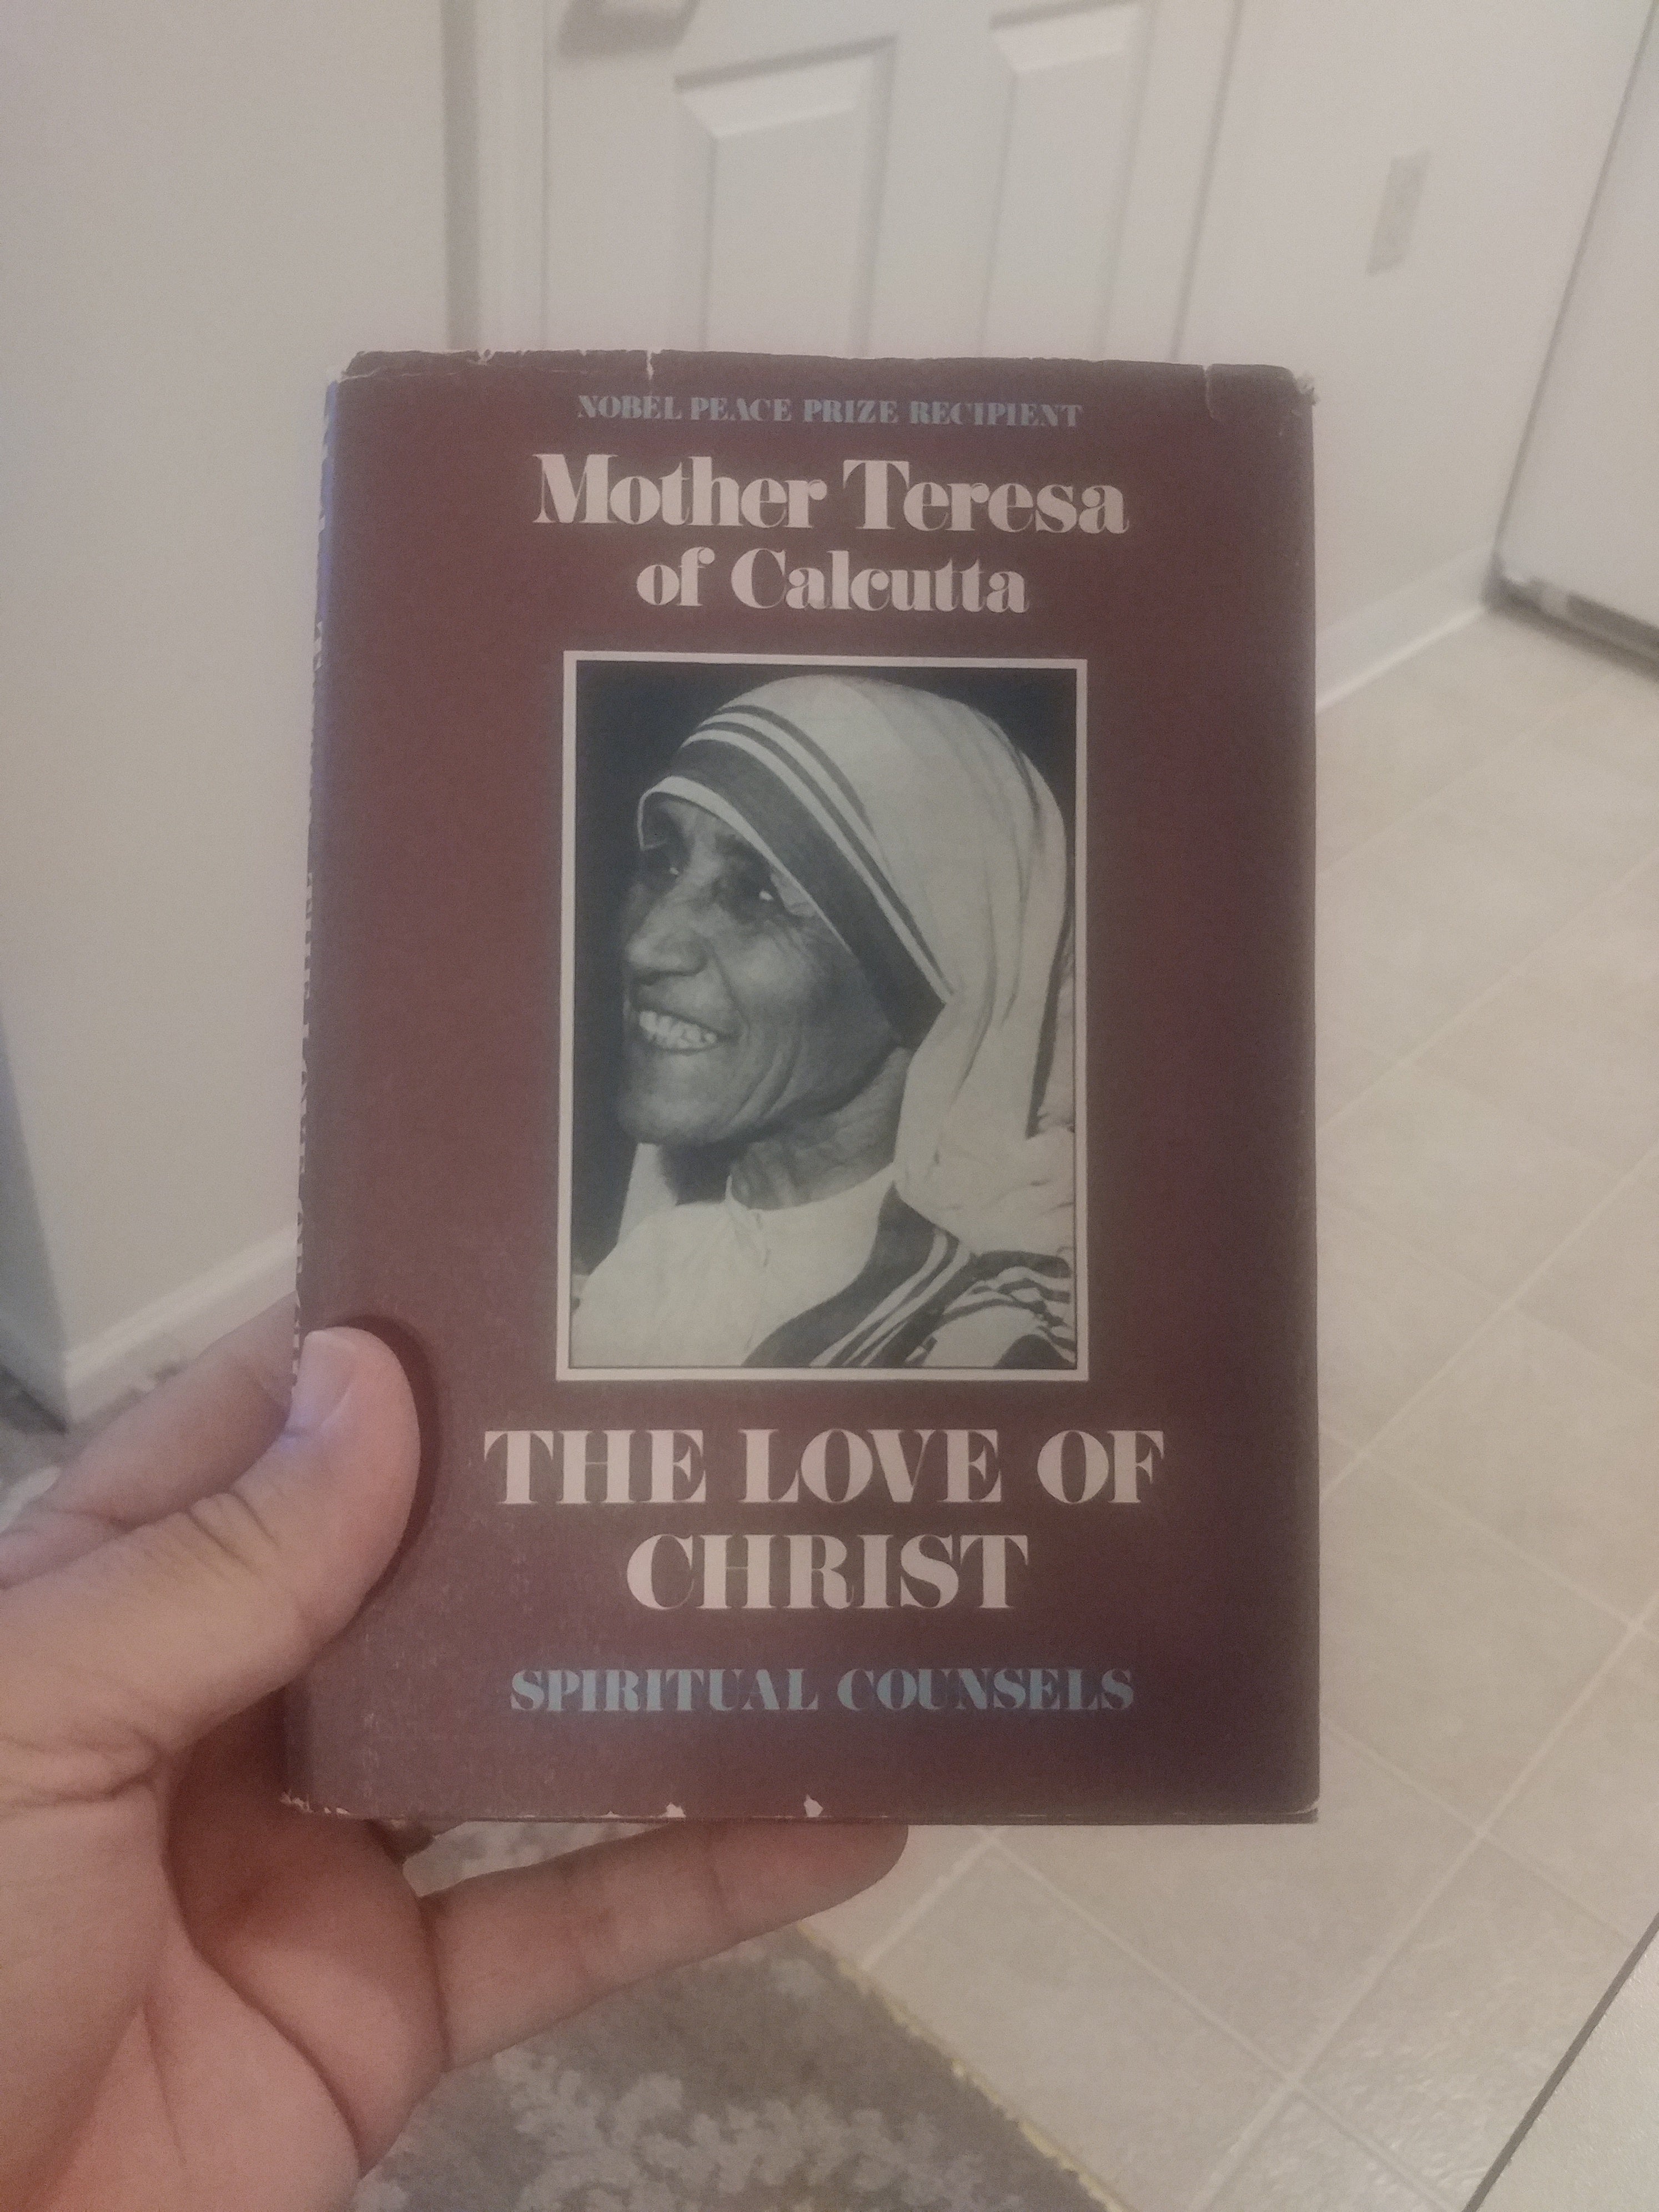 NOBEL PEACE PRIZE RECIPIENT
Mother Teresa
of Calcutta
THE LOVE OF
CHRIST
SPIRITUAL COUNSELS